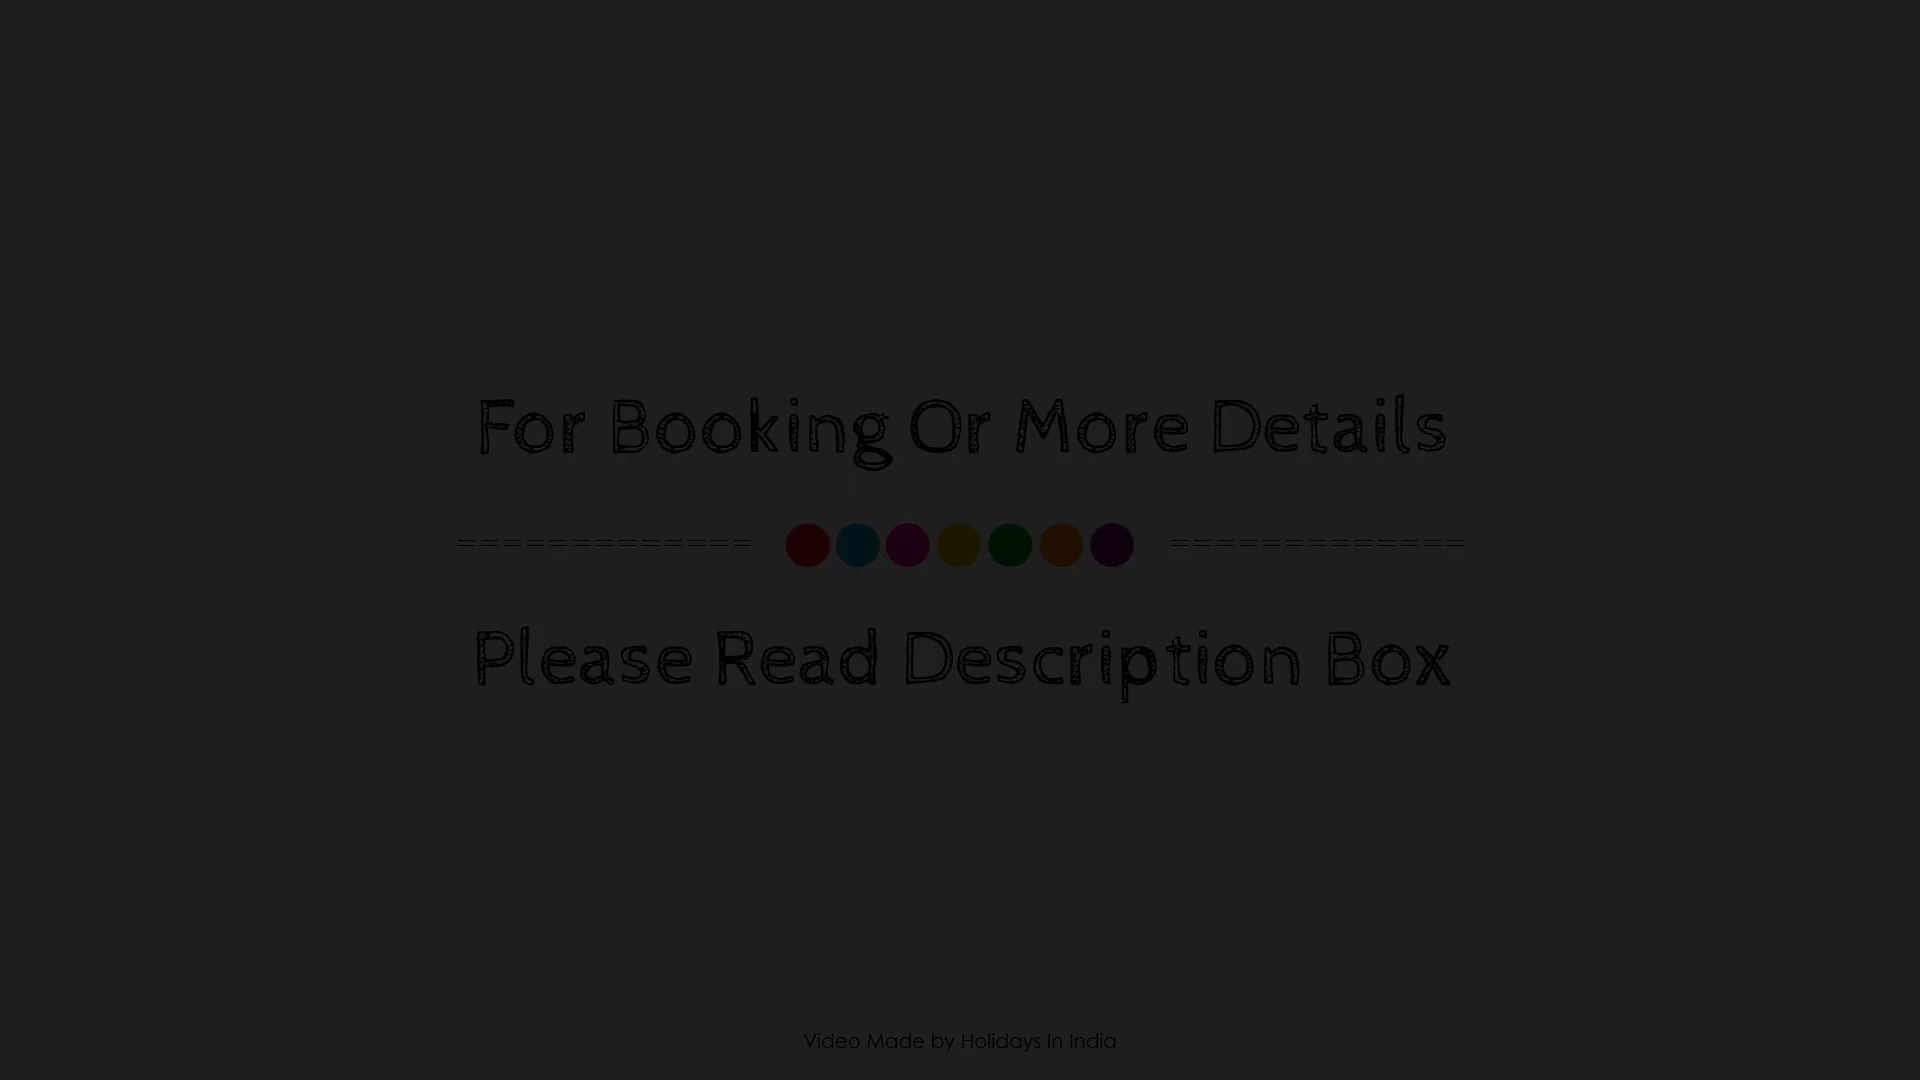 For Booking Or More Details
============= =============
Please Read Description Box
Video Made by Holidays In India